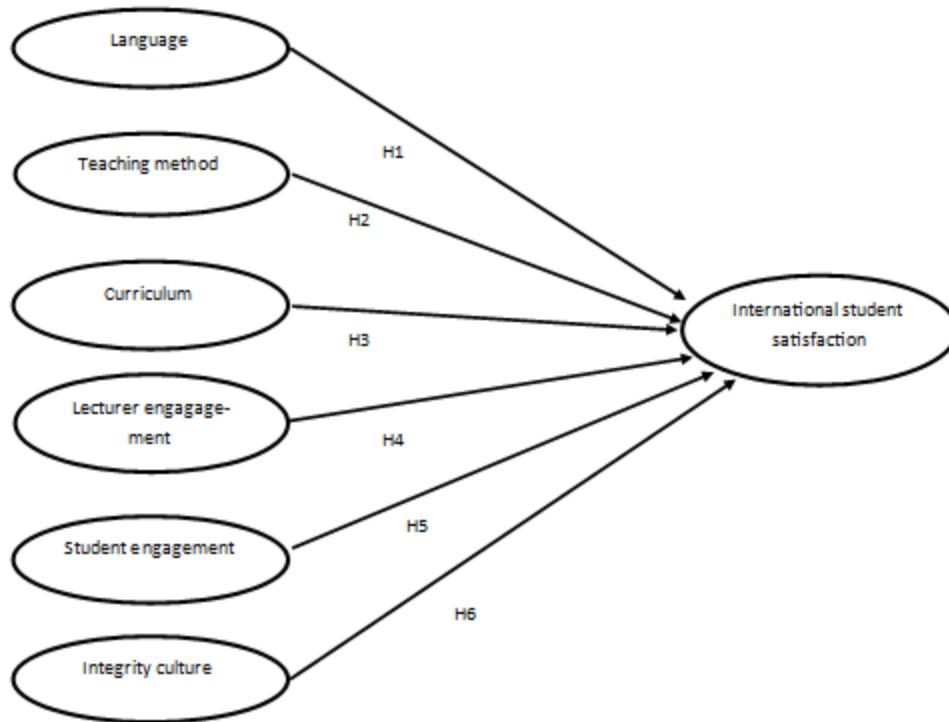 Language
H1
Teaching method
H2
Curriculum
International student
satisfaction
H3
Lecturer engagage-
ment
H4
H5
Student engagement
H6
Integrity culture